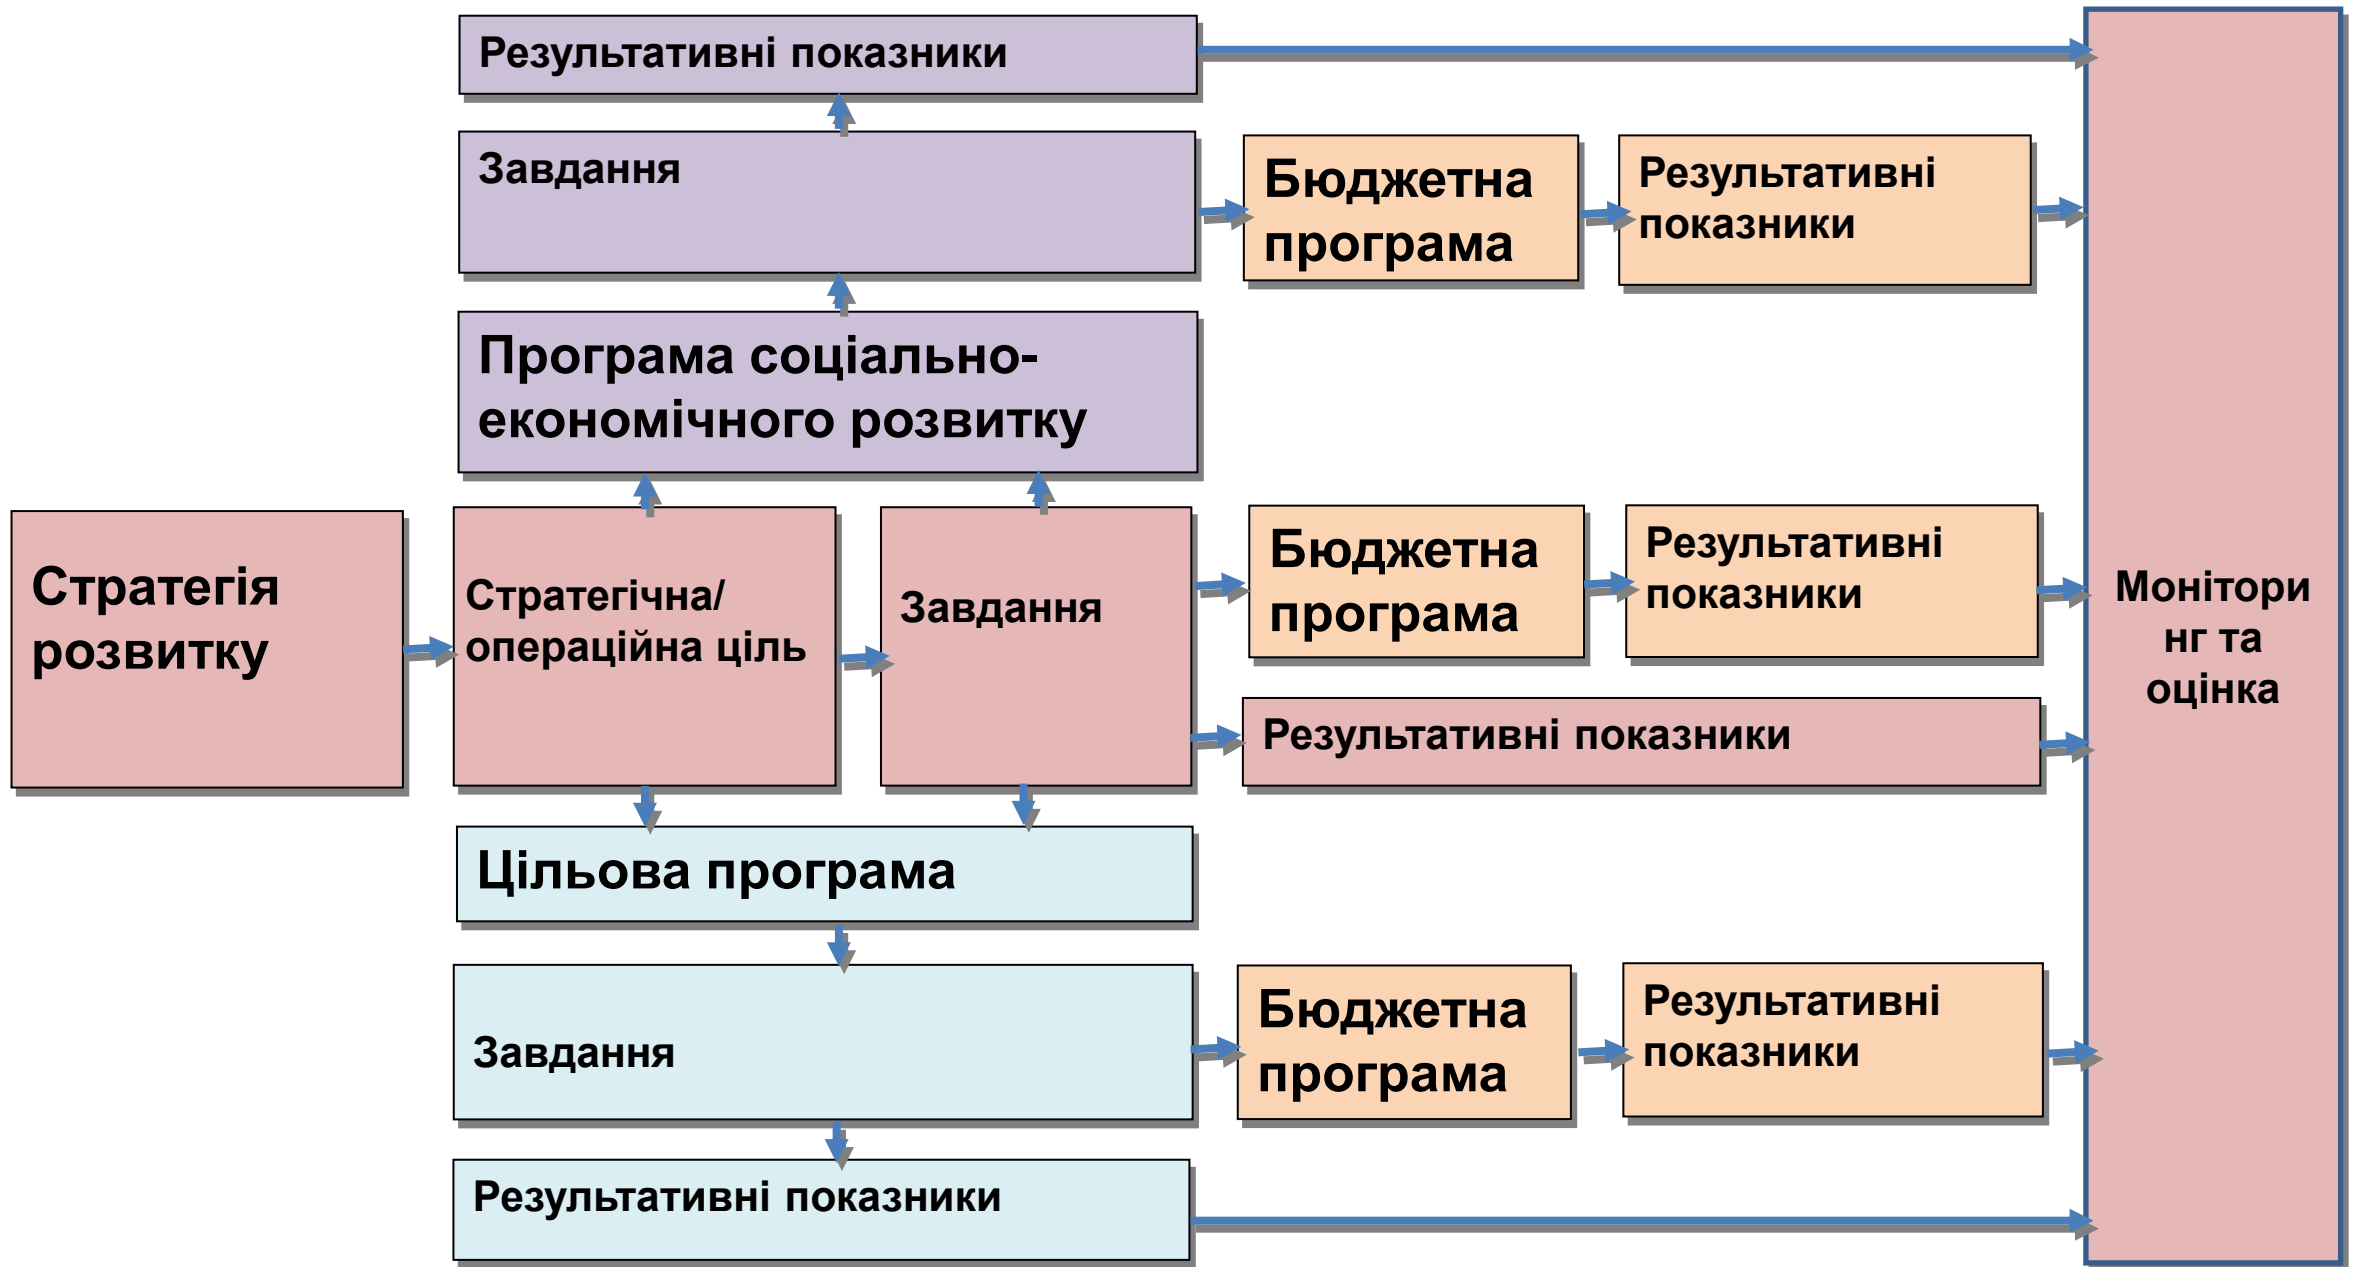 Результативні показники
Завдання
Бюджетна
програма
Результативні
показники
Програма соціально-
економічного розвитку
Стратегія
розвитку
Стратегічна/
операційна ціль
Завдання
Бюджетна
програма
Результативні
показники
Результативні показники
Монітори
нг та
оцінка
Цільова програма
Завдання
Бюджетна
програма
Результативні
показники
Результативні показники